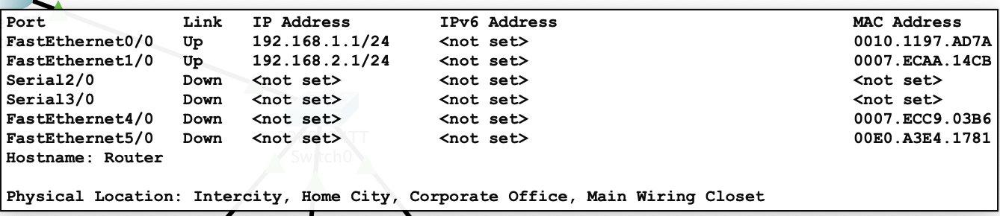 Port Link IP Address IPv6 Address MAC Address
FastEthernet0/0 Up 192.168.1.1/24 <not set> 0010.1197.AD7A
FastEthernet1/0 Up 192.168.2.1/24 <not set> 0007.ECAA.14CB
Serial2/0 Down <not set> <not set> <not set>
Serial3/0 Down <not set> <not set> <not set>
FastEthernet4/0 Down <not set> <not set> 0007.ECC9.03B6
FastEthernet5/0 Down <not set> <not set> 00E0.A3E4.1781
Hostname: Router
Switch0
Physical Location: Intercity, Home City, Corporate Office, Main Wiring Closet